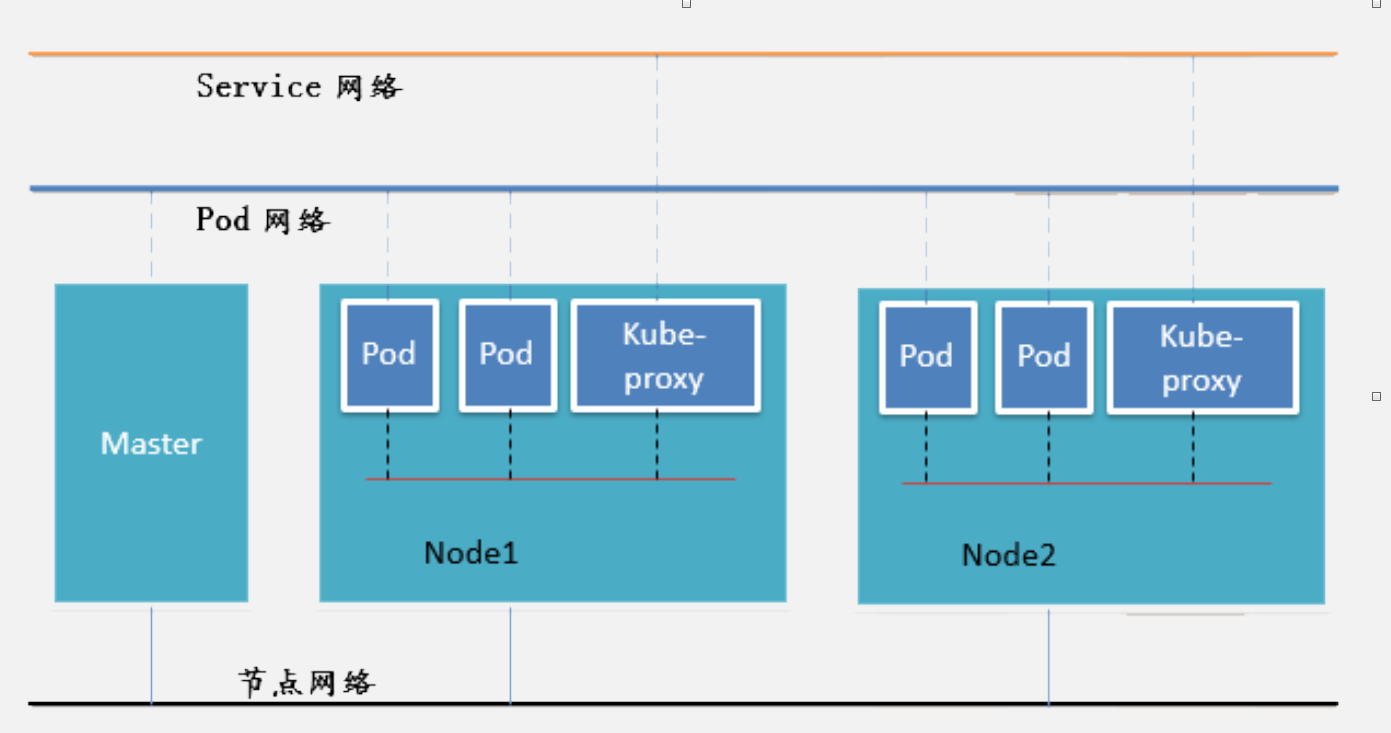 Service 网络
Pod 网络
Master
Pod
Pod
Kube-
proxy
Node1
Pod
Pod
Kube-
proxy
Node2
节点网络